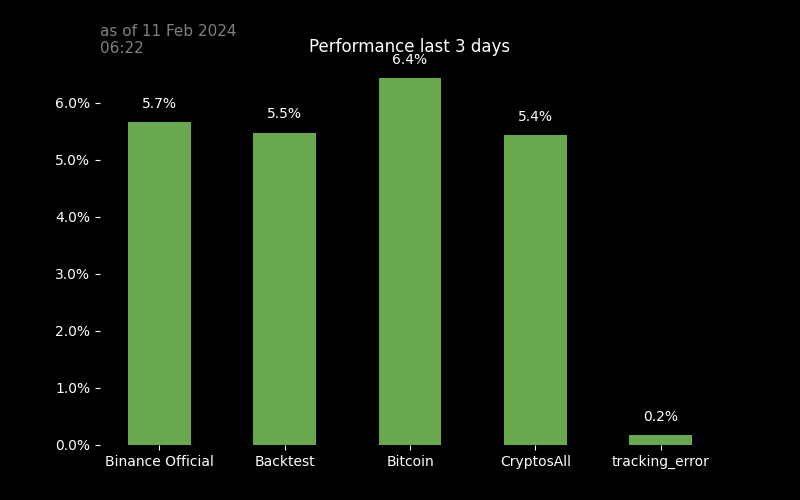 as of 11 Feb 2024
06:22
Performance last 3 days
6.4%
5.7%
5.5%
5.4%
0.2%
6.0%
5.0%
4.0%
3.0%
2.0%
1.0%
0.0%
Binance Official
Backtest
Bitcoin
CryptosAll
tracking_error